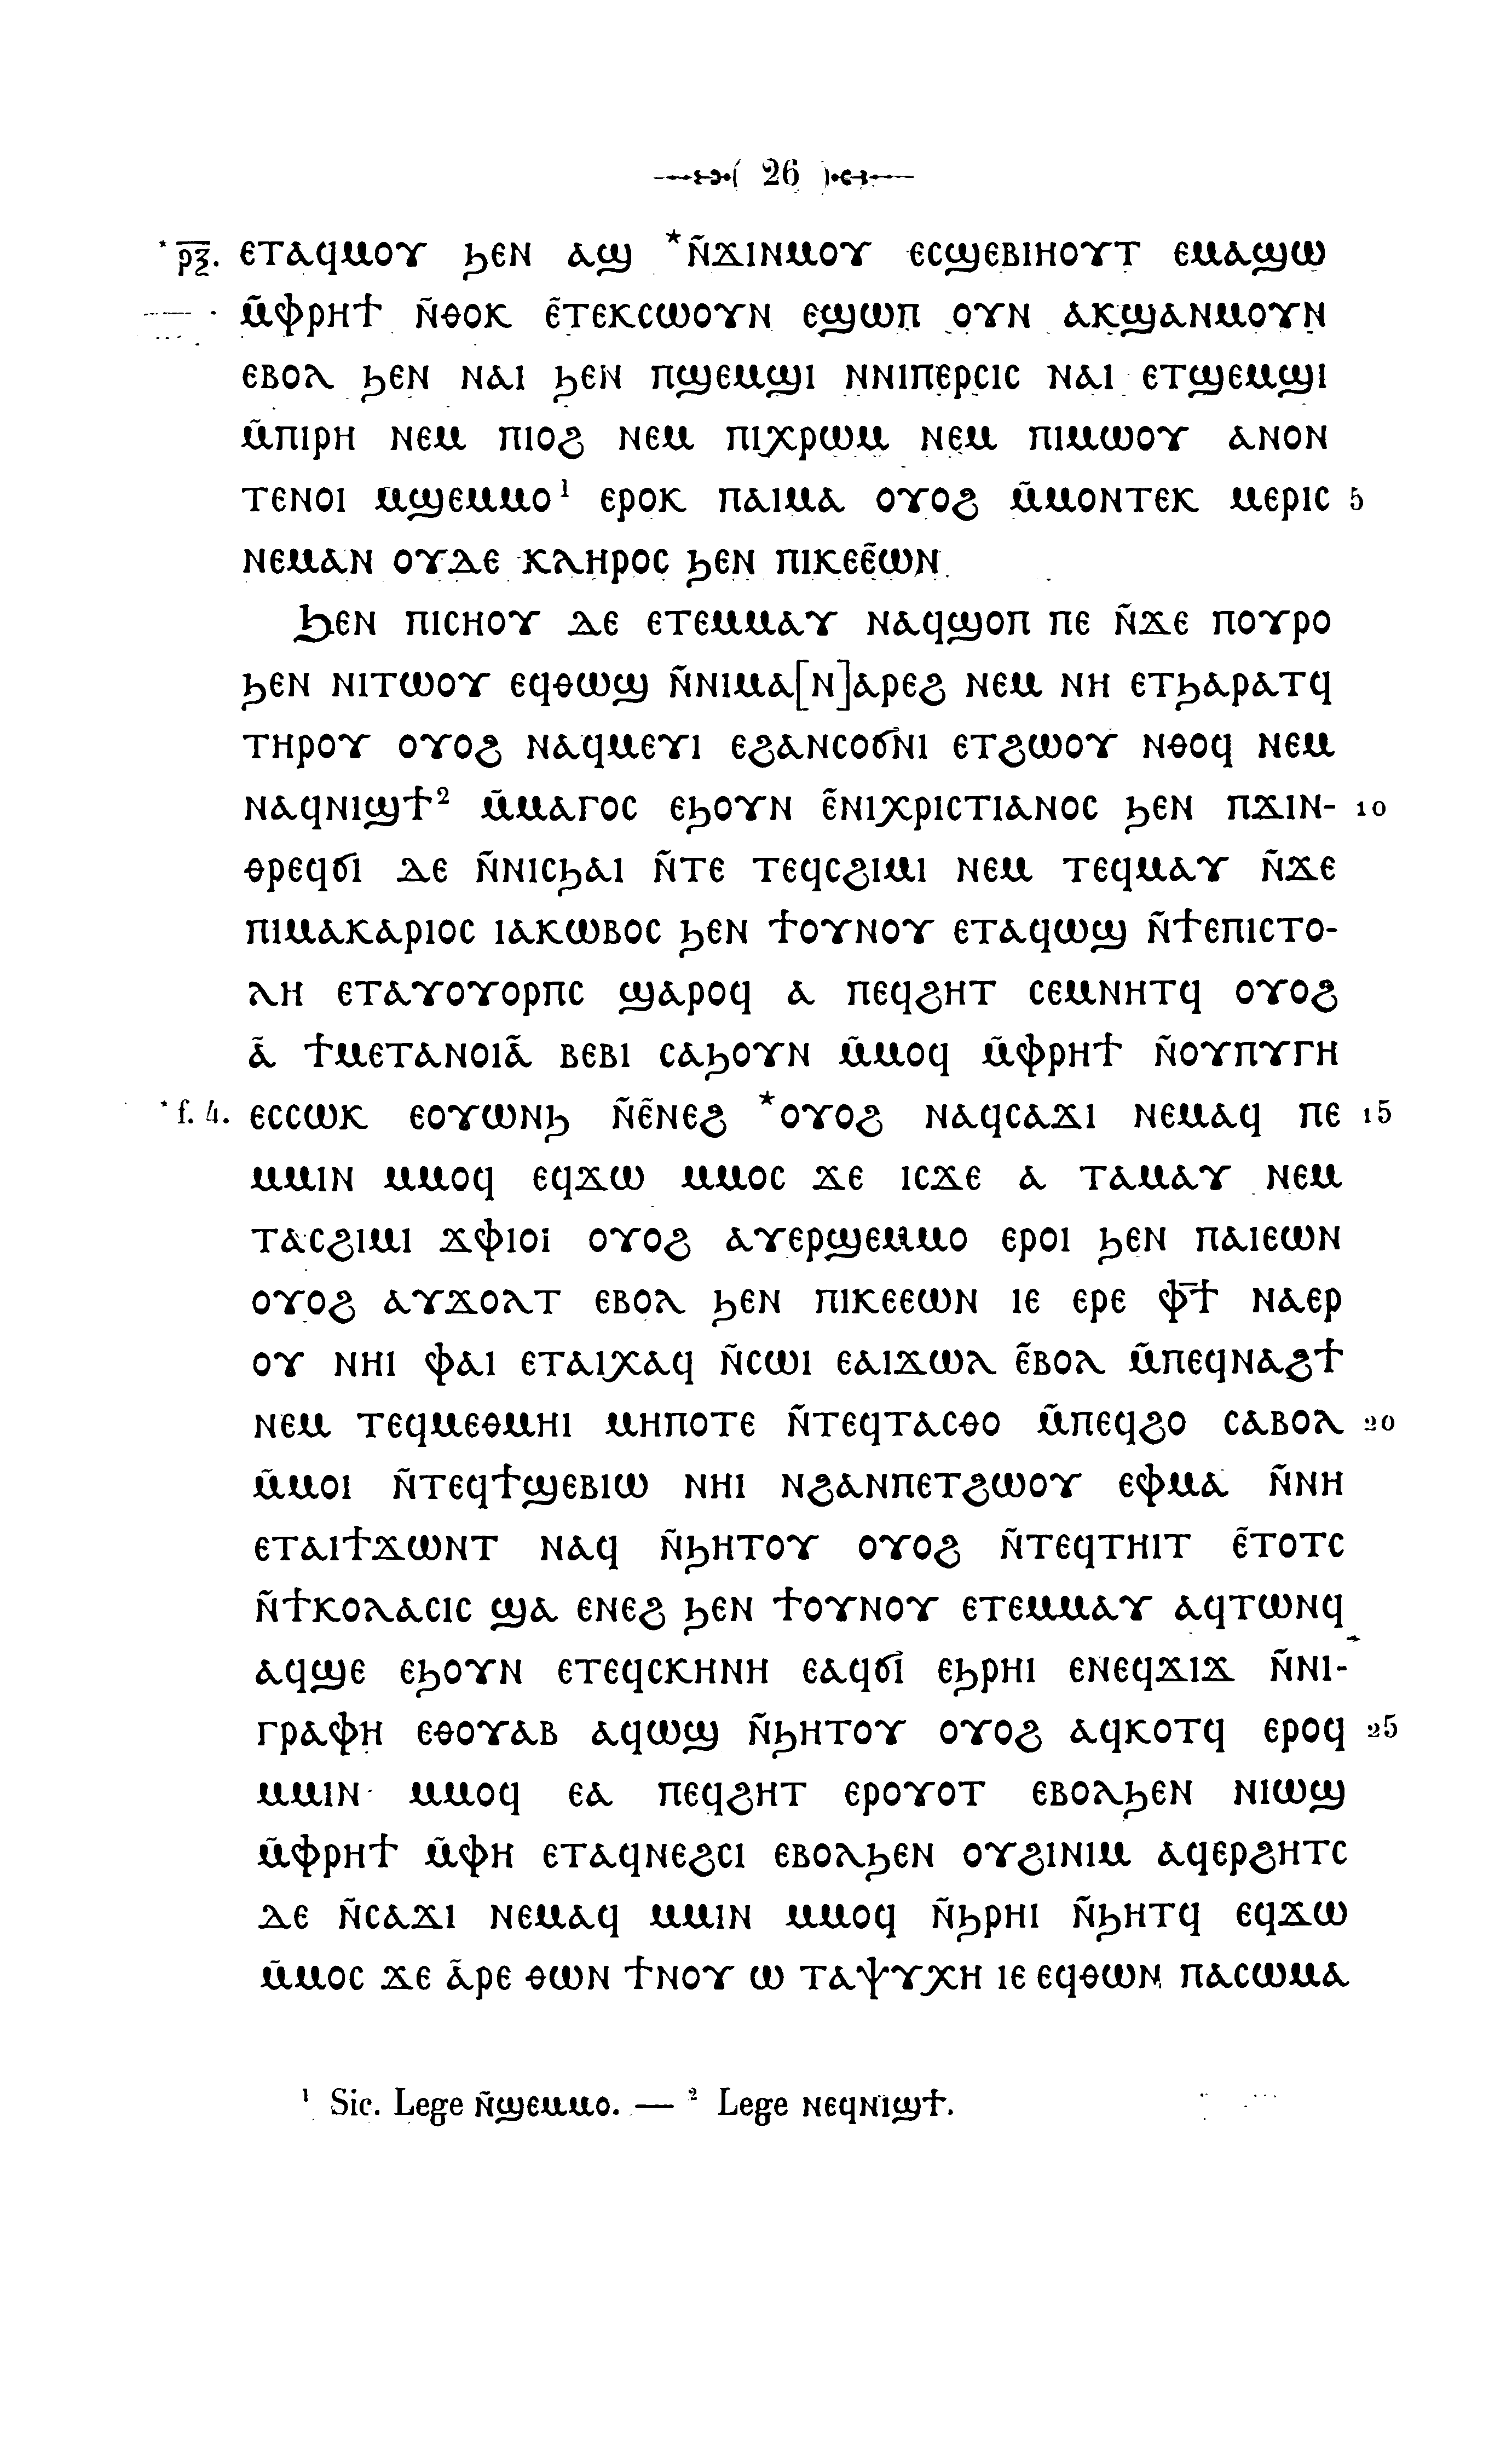 ( 26 )
* ⲣⲝ̅. ⲉⲧⲁϥⲙⲟⲩ ϧⲉⲛ ⲁϣ *ⲛ̄ϫⲓⲛⲙⲟⲩ ⲉⲥϣⲉⲃⲓⲏⲟⲩⲧ ⲉⲙⲁϣⲱ
ⲙ̄ⲫⲣⲏϯ ⲛ̄ⲑⲟⲕ ⲉ̄ⲧⲉⲕⲥⲱⲟⲩⲛ ⲉϣⲱⲡ ⲟⲩⲛ ⲁⲕϣⲁⲛⲙⲟⲩⲛ
ⲉⲃⲟⲗ ϧⲉⲛ ⲛⲁⲓ ϧⲉⲛ ⲡϣⲉⲙϣⲓ ⲛⲛⲓⲡⲉⲣⲥⲓⲥ ⲛⲁⲓ ⲉⲧϣⲉⲙϣⲓ
ⲙ̄ⲡⲓⲣⲏ ⲛⲉⲙ ⲡⲓⲟϩ ⲛⲉⲙ ⲡⲓⲭⲣⲱⲙ ⲛⲉⲙ ⲡⲓⲙⲱⲟⲩ ⲁⲛⲟⲛ
ⲧⲉⲛⲟⲓ ⲙϣⲉⲙⲙⲟ¹ ⲉⲣⲟⲕ ⲡⲁⲓⲙⲁ ⲟⲩⲟϩ ⲙ̄ⲙⲟⲛⲧⲉⲕ ⲙⲉⲣⲓⲥ 5
ⲛⲉⲙⲁⲛ ⲟⲩⲇⲉ ⲕⲗⲏⲣⲟⲥ ϧⲉⲛ ⲡⲓⲕⲉⲉ̄ⲱⲛ.
Ϧⲉⲛ ⲡⲓⲥⲏⲟⲩ ⲇⲉ ⲉⲧⲉⲙⲙⲁⲩ ⲛⲁϥϣⲟⲡ ⲡⲉ ⲛ̄ϫⲉ ⲡⲟⲩⲣⲟ
ϧⲉⲛ ⲛⲓⲧⲱⲟⲩ ⲉϥⲑⲱϣ ⲛ̄ⲛⲓⲙⲁ[ⲛ]ⲁⲣⲉϩ ⲛⲉⲙ ⲛⲏ ⲉⲧϧⲁⲣⲁⲧϥ
ⲧⲏⲣⲟⲩ ⲟⲩⲟϩ ⲛⲁϥⲙⲉⲩⲓ ⲉϩⲁⲛⲥⲟϭⲛⲓ ⲉⲧϩⲱⲟⲩ ⲛⲑⲟϥ ⲛⲉⲙ
ⲛⲁϥⲛⲓϣϯ² ⲙ̄ⲙⲁⲅⲟⲥ ⲉϧⲟⲩⲛ ⲉ̄ⲛⲓⲭⲣⲓⲥⲧⲓⲁⲛⲟⲥ ϧⲉⲛ ⲡϫⲓⲛ- 10
ⲑⲣⲉϥϭⲓ ⲇⲉ ⲛ̄ⲛⲓⲥϧⲁⲓ ⲛ̄ⲧⲉ ⲧⲉϥⲥϩⲓⲙⲓ ⲛⲉⲙ ⲧⲉϥⲙⲁⲩ ⲛ̄ϫⲉ
ⲡⲓⲙⲁⲕⲁⲣⲓⲟⲥ ⲓⲁⲕⲱⲃⲟⲥ ϧⲉⲛ ϯⲟⲩⲛⲟⲩ ⲉⲧⲁϥⲱϣ ⲛ̄ϯⲉⲡⲓⲥⲧⲟ-
ⲗⲏ ⲉⲧⲁⲩⲟⲩⲟⲣⲡⲥ ϣⲁⲣⲟϥ ⲁ ⲡⲉϥϩⲏⲧ ⲥⲉⲙⲛⲏⲧϥ ⲟⲩⲟϩ
ⲁ̄ ϯⲙⲉⲧⲁⲛⲟⲓⲁ̄ ⲃⲉⲃⲓ ⲥⲁϧⲟⲩⲛ ⲙ̄ⲙⲟϥ ⲙ̄ⲫⲣⲏϯ ⲛ̄ⲟⲩⲡⲩⲅⲏ
* f. 4. ⲉⲥⲥⲱⲕ ⲉⲟⲩⲱⲛϧ ⲛ̄ⲉ̄ⲛⲉϩ *ⲟⲩⲟϩ ⲛⲁϥⲥⲁϫⲓ ⲛⲉⲙⲁϥ ⲡⲉ 15
ⲙⲙⲓⲛ ⲙⲙⲟϥ ⲉϥϫⲱ ⲙⲙⲟⲥ ϫⲉ ⲓⲥϫⲉ ⲁ ⲧⲁⲙⲁⲩ ⲛⲉⲙ
ⲧⲁⲥϩⲓⲙⲓ ϫⲫⲓⲟⲓ ⲟⲩⲟϩ ⲁⲩⲉⲣϣⲉⲙⲙⲟ ⲉⲣⲟⲓ ϧⲉⲛ ⲡⲁⲓⲉⲱⲛ
ⲟⲩⲟϩ ⲁⲩϫⲟⲗⲧ ⲉⲃⲟⲗ ϧⲉⲛ ⲡⲓⲕⲉⲉⲱⲛ ⲓⲉ ⲉⲣⲉ ⲫ̅ϯ ⲛⲁⲉⲣ
ⲟⲩ ⲛⲏⲓ ⲫⲁⲓ ⲉⲧⲁⲓⲭⲁϥ ⲛ̄ⲥⲱⲓ ⲉⲁⲓϫⲱⲗ ⲉ̄ⲃⲟⲗ ⲙ̄ⲡⲉϥⲛⲁϩϯ
ⲛⲉⲙ ⲧⲉϥⲙⲉⲑⲙⲏⲓ ⲙⲏⲡⲟⲧⲉ ⲛ̄ⲧⲉϥⲧⲁⲥⲑⲟ ⲙ̄ⲡⲉϥϩⲟ ⲥⲁⲃⲟⲗ 20
ⲙ̄ⲙⲟⲓ ⲛ̄ⲧⲉϥϯϣⲉⲃⲓⲱ ⲛⲏⲓ ⲛϩⲁⲛⲡⲉⲧϩⲱⲟⲩ ⲉⲫⲙⲁ ⲛ̄ⲛⲏ
ⲉⲧⲁⲓϯϫⲱⲛⲧ ⲛⲁϥ ⲛ̄ϧⲏⲧⲟⲩ ⲟⲩⲟϩ ⲛ̄ⲧⲉϥⲧⲏⲓⲧ ⲉ̄ⲧⲟⲧⲥ
ⲛ̄ϯⲕⲟⲗⲁⲥⲓⲥ ϣⲁ ⲉⲛⲉϩ ϧⲉⲛ ϯⲟⲩⲛⲟⲩ ⲉⲧⲉⲙⲙⲁⲩ ⲁϥⲧⲱⲛϥ
ⲁϥϣⲉ ⲉϧⲟⲩⲛ ⲉⲧⲉϥⲥⲕⲏⲛⲏ ⲉⲁϥϭⲓ ⲉϧⲣⲏⲓ ⲉⲛⲉϥϫⲓϫ ⲛ̄ⲛⲓ-
ⲅⲣⲁⲫⲏ ⲉⲑⲟⲩⲁⲃ ⲁϥⲱϣ ⲛ̄ϧⲏⲧⲟⲩ ⲟⲩⲟϩ ⲁϥⲕⲟⲧϥ ⲉⲣⲟϥ 25
ⲙⲙⲓⲛ ⲙⲙⲟϥ ⲉⲁ ⲡⲉϥϩⲏⲧ ⲉⲣⲟⲩⲟⲧ ⲉⲃⲟⲗϧⲉⲛ ⲛⲓⲱϣ
ⲙ̄ⲫⲣⲏϯ ⲙ̄ⲫⲏ ⲉⲧⲁϥⲛⲉϩⲥⲓ ⲉⲃⲟⲗϧⲉⲛ ⲟⲩϩⲓⲛⲓⲙ ⲁϥⲉⲣϩⲏⲧⲥ
ⲇⲉ ⲛ̄ⲥⲁϫⲓ ⲛⲉⲙⲁϥ ⲙⲙⲓⲛ ⲙⲙⲟϥ ⲛ̄ϧⲣⲏⲓ ⲛ̄ϧⲏⲧϥ ⲉϥϫⲱ
ⲙ̄ⲙⲟⲥ ϫⲉ ⲁ̄ⲣⲉ ⲑⲱⲛ ϯⲛⲟⲩ ⲱ ⲧⲁⲯⲩⲭⲏ ⲓⲉ ⲉϥⲑⲱⲛ ⲡⲁⲥⲱⲙⲁ
¹ Sic. Lege ⲛ̄ϣⲉⲙⲙⲟ. — ² Lege ⲛⲉϥⲛⲓϣϯ.